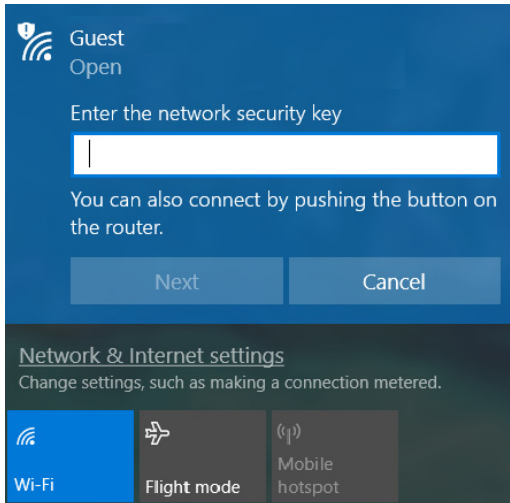 Guest
Open
Enter the network security key
You can also connect by pushing the button on
the router.
Next
Cancel
Network & Internet settings
Change settings, such as making a connection metered.
Wi-Fi
Flight mode
Mobile
hotspot